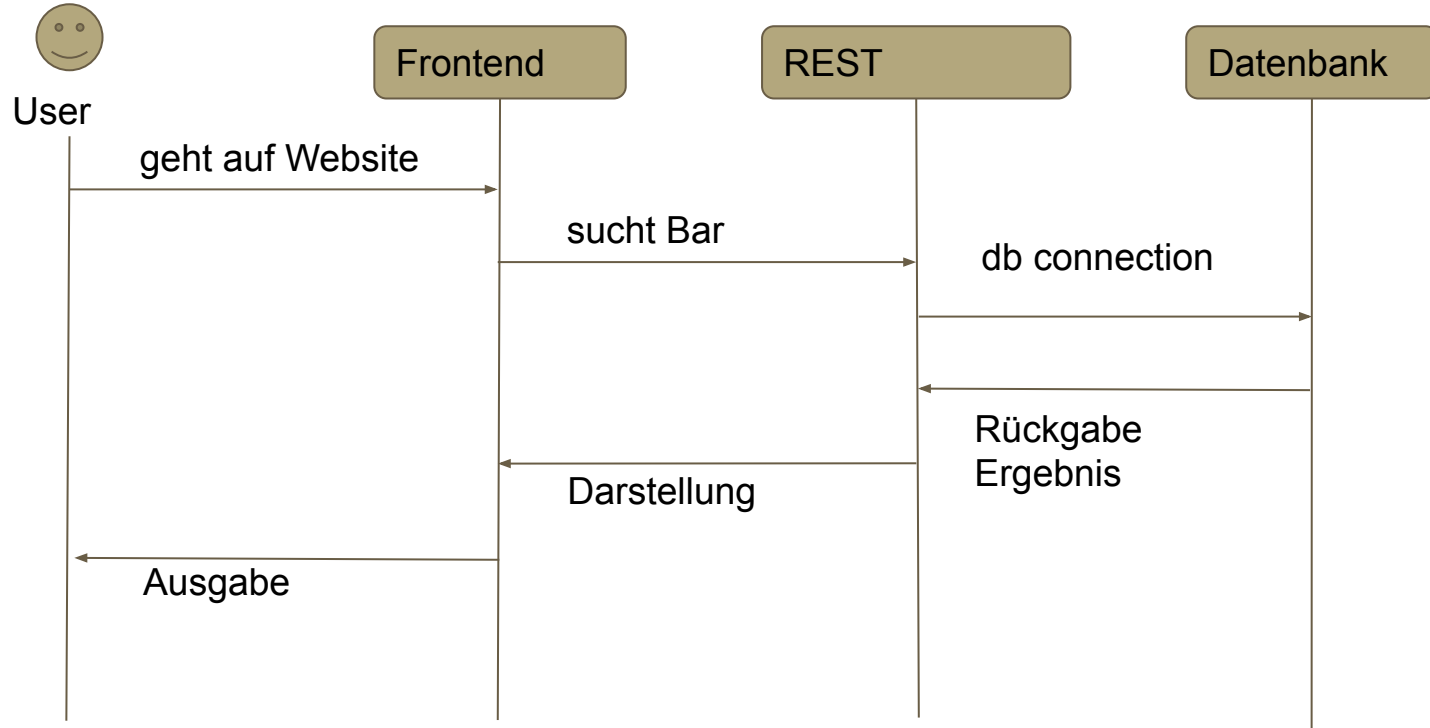 Frontend
REST
Datenbank
User
geht auf Website
sucht Bar
db connection
Rückgabe
Ergebnis
Darstellung
Ausgabe